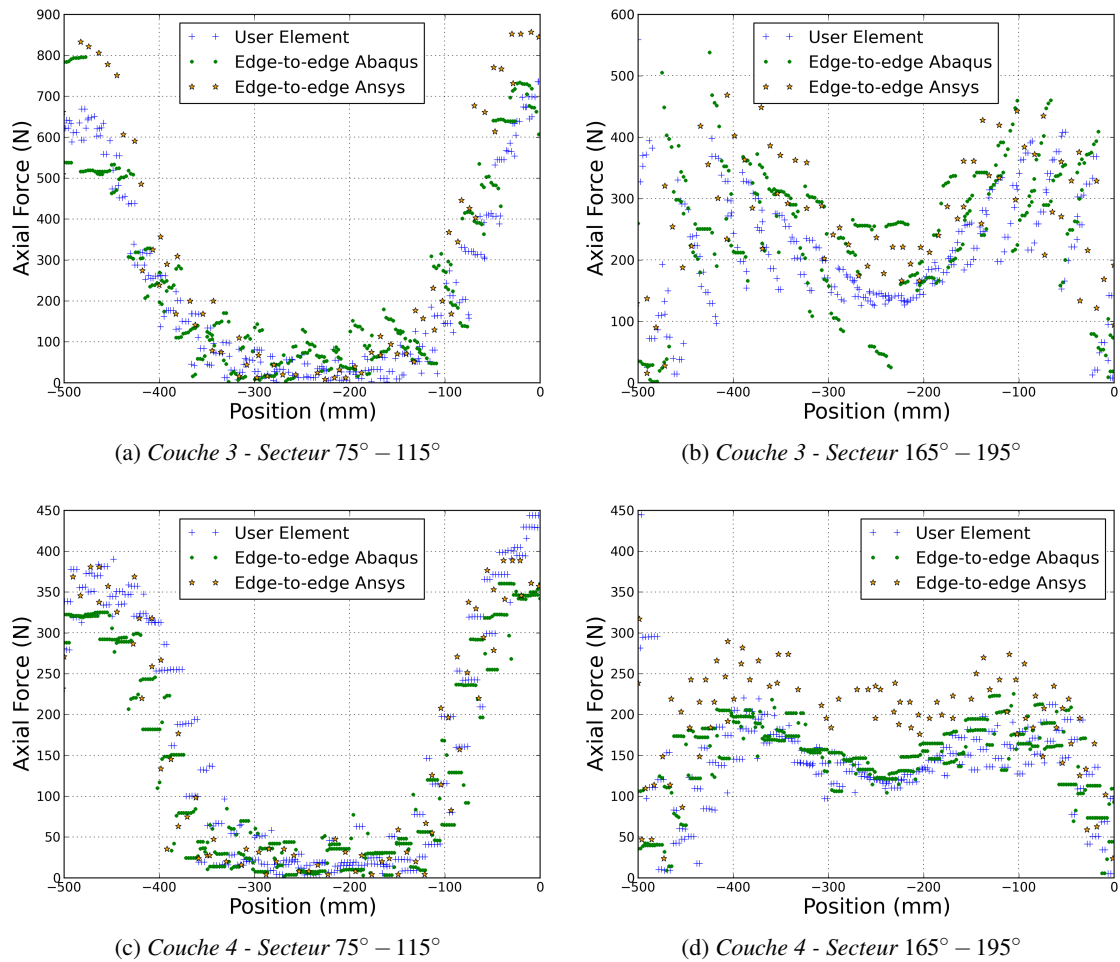 900
800
700
600
500
400
300
200
100
0
Axial Force (N)
User Element
Edge-to-edge Abaqus
Edge-to-edge Ansys
−500
−400
−300
−200
−100
0
Position (mm)
(a) Couche 3 - Secteur 75° − 115°
600
500
400
300
200
100
0
Axial Force (N)
User Element
Edge-to-edge Abaqus
Edge-to-edge Ansys
−500
−400
−300
−200
−100
0
Position (mm)
(b) Couche 3 - Secteur 165° − 195°
450
400
350
300
250
200
150
100
50
0
Axial Force (N)
User Element
Edge-to-edge Abaqus
Edge-to-edge Ansys
−500
−400
−300
−200
−100
0
Position (mm)
(c) Couche 4 - Secteur 75° − 115°
450
400
350
300
250
200
150
100
50
0
Axial Force (N)
User Element
Edge-to-edge Abaqus
Edge-to-edge Ansys
−500
−400
−300
−200
−100
0
Position (mm)
(d) Couche 4 - Secteur 165° − 195°